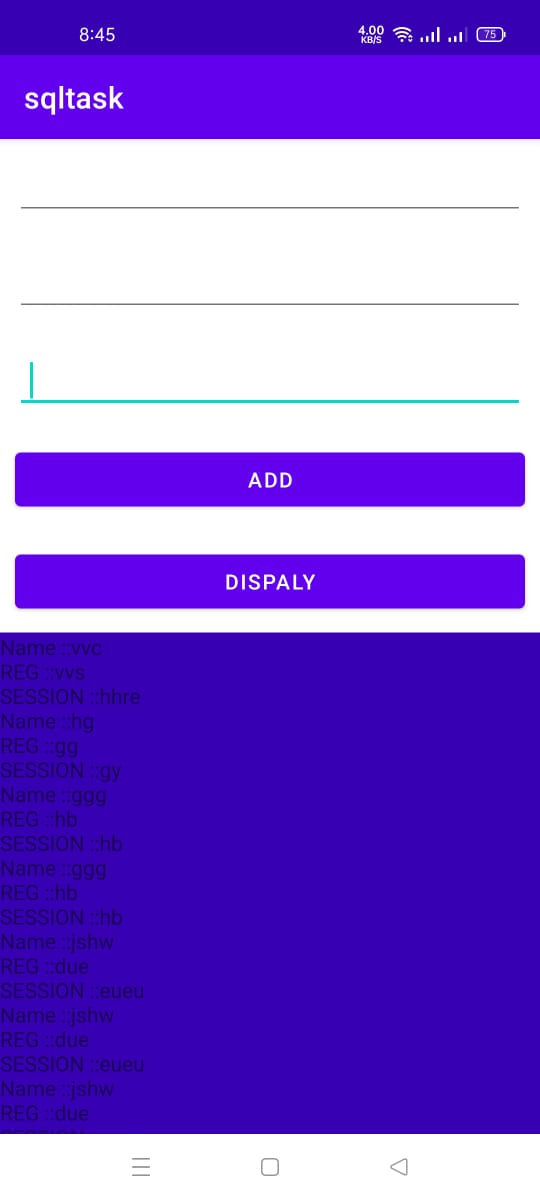 8:45
4.00
KB/S
75
sqltask
ADD
DISPALY
Name ::vvc
REG ::vvs
SESSION ::hhre
Name ::hg
REG ::gg
SESSION ::gy
Name ::ggg
REG ::hb
SESSION ::hb
Name ::ggg
REG ::hb
SESSION ::hb
Name ::jshw
REG ::due
SESSION ::eueu
Name ::jshw
REG ::due
SESSION ::eueu
Name ::jshw
REG ::due